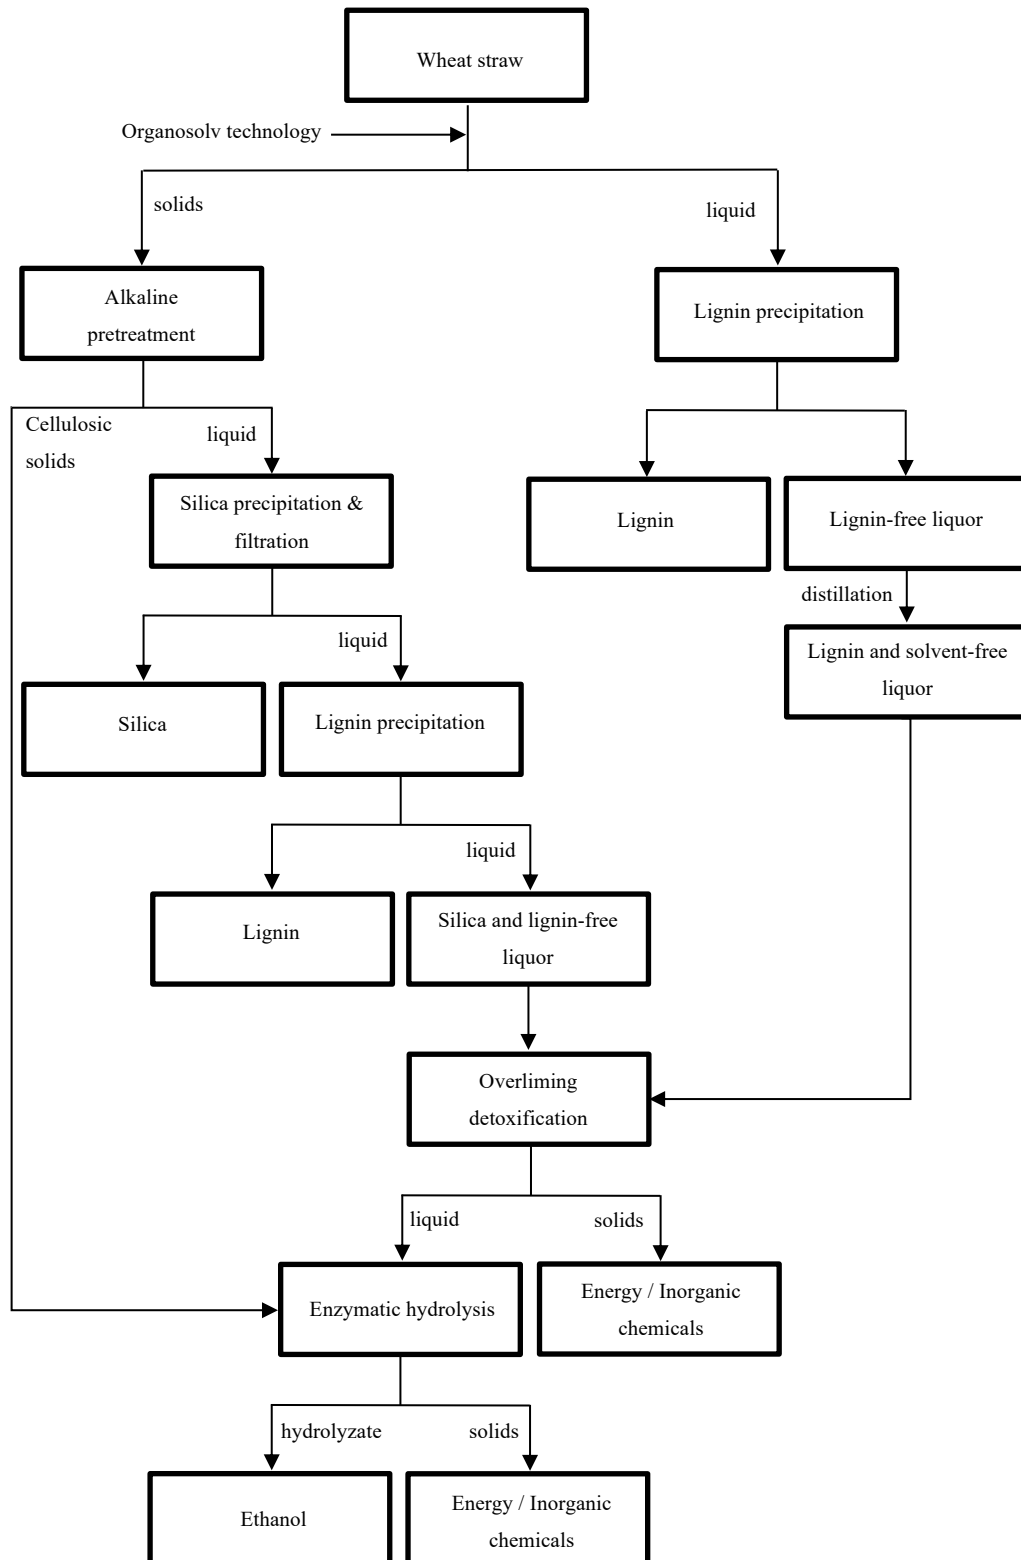 Wheat straw
Organosolv technology
solids
liquid
Alkaline
pretreatment
Lignin precipitation
Cellulosic
solids
liquid
Silica precipitation &
filtration
Lignin
Lignin-free liquor
distillation
liquid
Lignin and solvent-free
liquor
Silica
Lignin precipitation
liquid
Lignin
Silica and lignin-free
liquor
Overliming
detoxification
liquid
solids
Enzymatic hydrolysis
Energy / Inorganic
chemicals
hydrolyzate
solids
Ethanol
Energy / Inorganic
chemicals